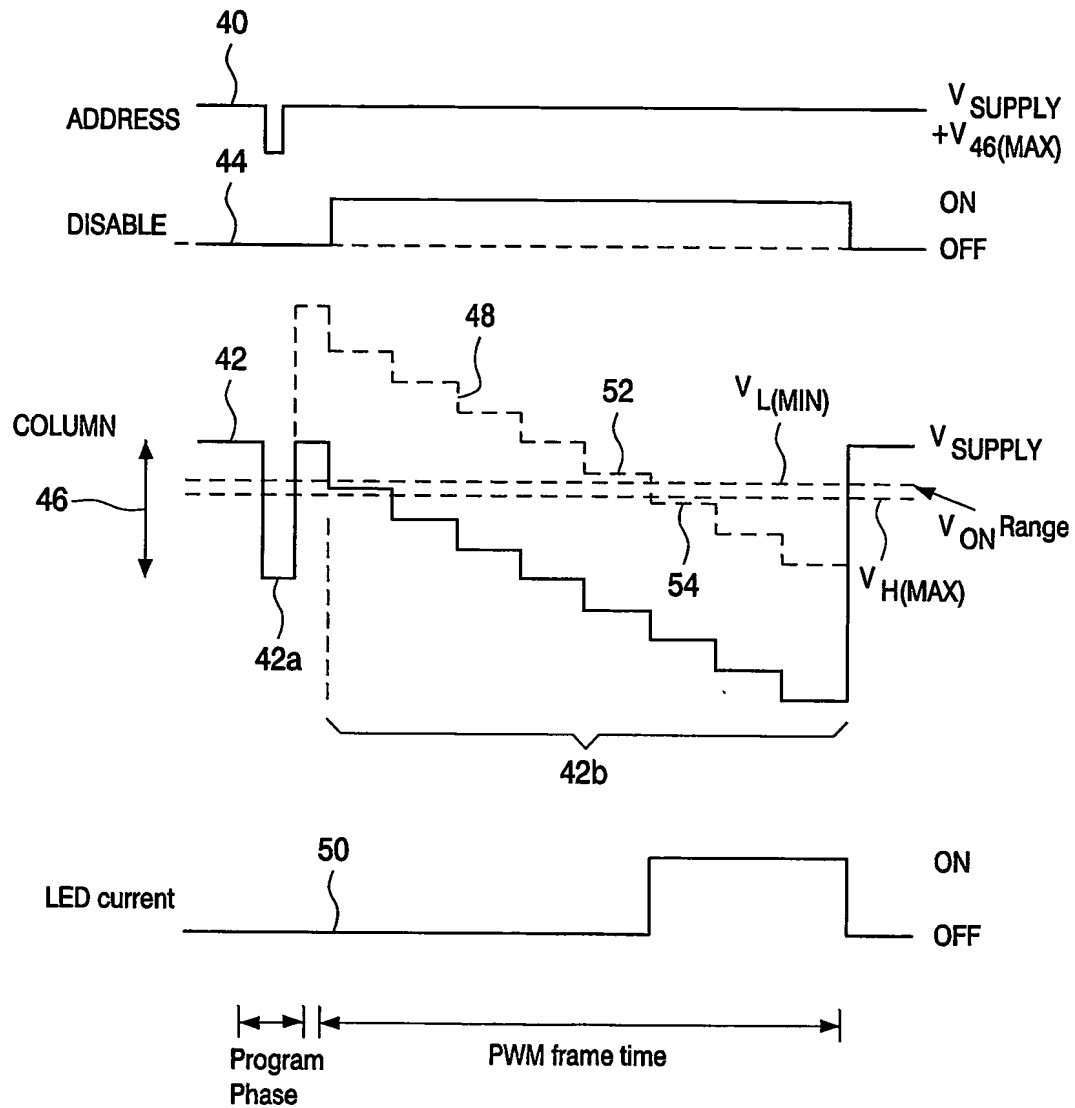 40
ADDRESS
V SUPPLY
+V 46(MAX)
44
DISABLE
ON
OFF
48
42
52
V L(MIN)
COLUMN
V SUPPLY
46
V ON Range
54
V H(MAX)
42a
42b
50
ON
LED current
OFF
Program
Phase
PWM frame time